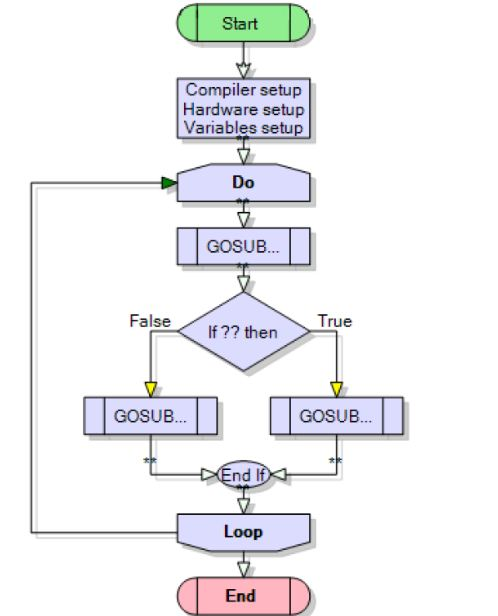 Start
Compiler setup
Hardware setup
Variables setup
**
Do
**
GOSUB...
**
False
If ?? then
True
GOSUB...
GOSUB...
**
**
End If
**
Loop
End